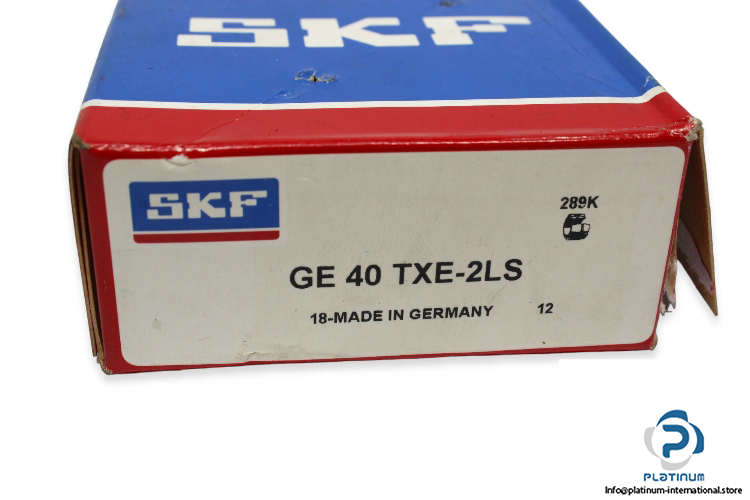 SKF
SKF
289K
GE 40 TXE-2LS
18-MADE IN GERMANY 12
PLATINUM
Info@platinum-international.store